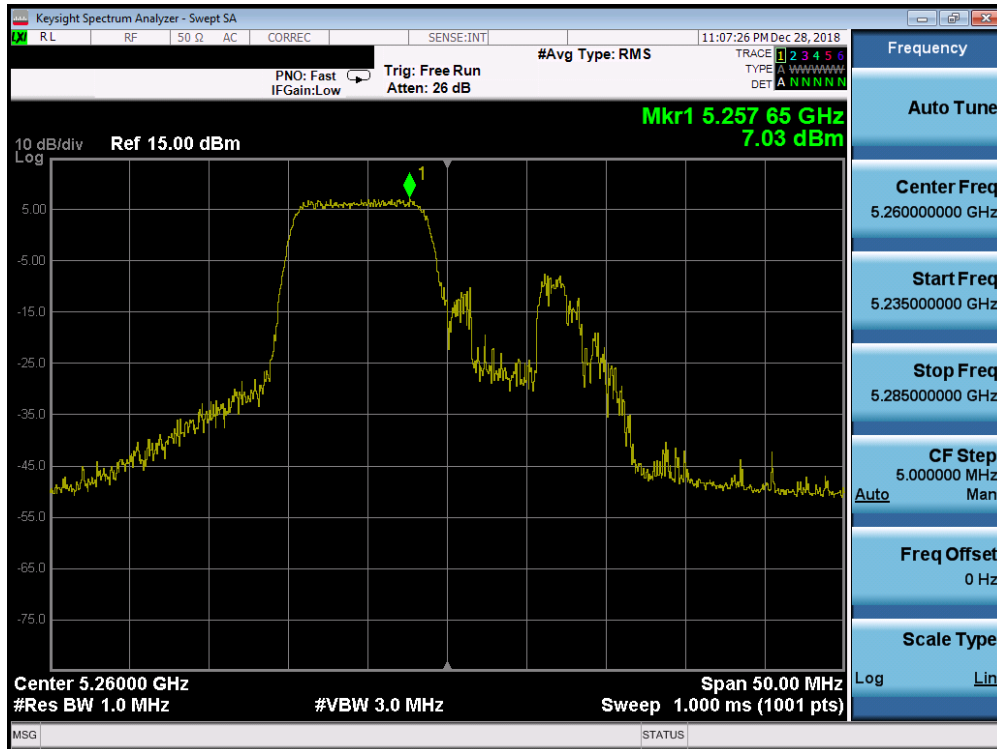 Keysight Spectrum Analyzer - Swept SA
LXI RL RF 50 Ω AC CORREC SENSE:INT 11:07:26 PM Dec 28, 2018
#Avg Type: RMS
TRACE 1 2 3 4 5 6
TYPE A WWWWW
DET A N N N N N
PNO: Fast
IFGain:Low
Trig: Free Run
Atten: 26 dB
Mkr1 5.257 65 GHz
7.03 dBm
10 dB/div
Log
Ref 15.00 dBm
1
5.00
-5.00
-15.0
-25.0
-35.0
-45.0
-55.0
-65.0
-75.0
Center 5.26000 GHz
#Res BW 1.0 MHz
#VBW 3.0 MHz
Span 50.00 MHz
Sweep 1.000 ms (1001 pts)
MSG
STATUS
Frequency
Auto Tune
Center Freq
5.260000000 GHz
Start Freq
5.235000000 GHz
Stop Freq
5.285000000 GHz
CF Step
5.000000 MHz
Auto Man
Freq Offset
0 Hz
Scale Type
Log Lin